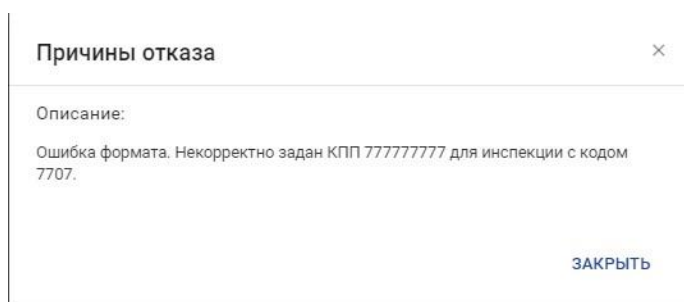 Причины отказа
Описание:
Ошибка формата. Некорректно задан КПП 777777777 для инспекции с кодом
7707.
ЗАКРЫТЬ